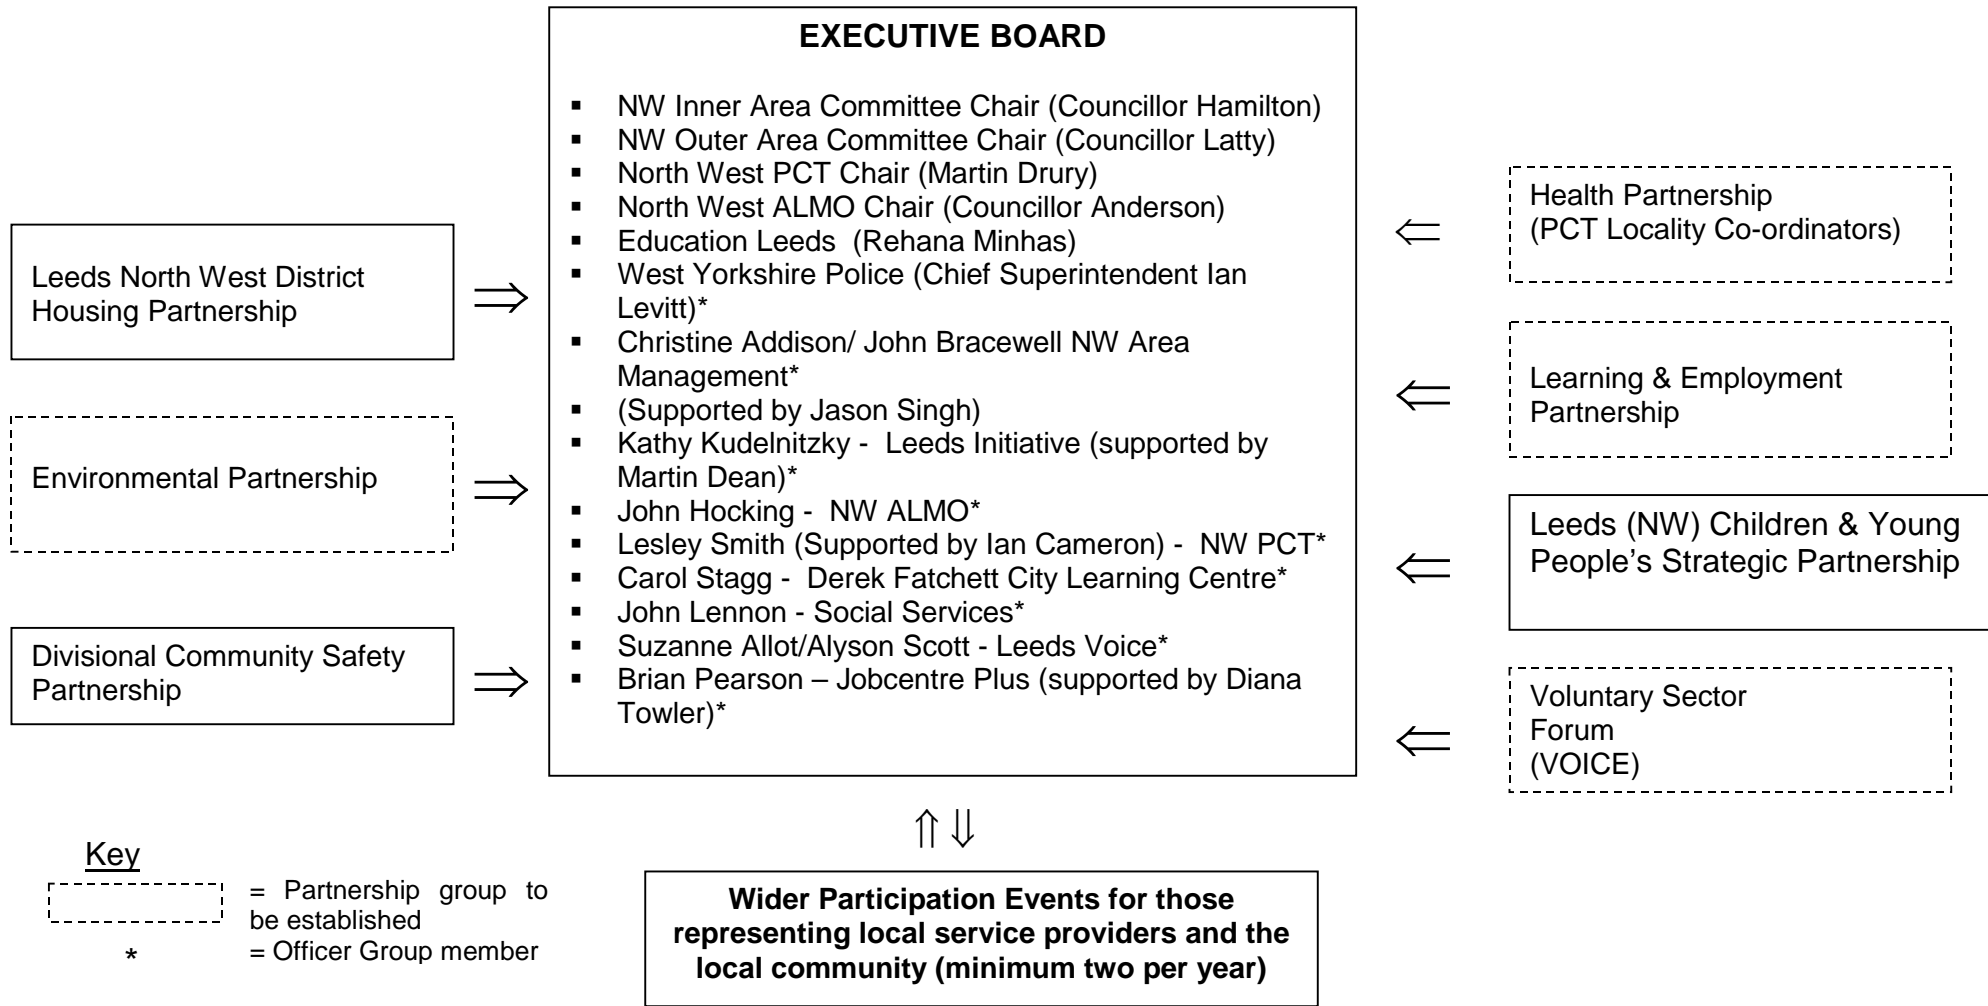 EXECUTIVE BOARD
▪ NW Inner Area Committee Chair (Councillor Hamilton)
▪ NW Outer Area Committee Chair (Councillor Latty)
▪ North West PCT Chair (Martin Drury)
▪ North West ALMO Chair (Councillor Anderson)
▪ Education Leeds (Rehana Minhas)
▪ West Yorkshire Police (Chief Superintendent Ian
Levitt)*
▪ Christine Addison/ John Bracewell NW Area
Management*
▪ (Supported by Jason Singh)
▪ Kathy Kudelnitzky - Leeds Initiative (supported by
Martin Dean)*
▪ John Hocking - NW ALMO*
▪ Lesley Smith (Supported by Ian Cameron) - NW PCT*
▪ Carol Stagg - Derek Fatchett City Learning Centre*
▪ John Lennon - Social Services*
▪ Suzanne Allot/Alyson Scott - Leeds Voice*
▪ Brian Pearson – Jobcentre Plus (supported by Diana
Towler)*
Leeds North West District
Housing Partnership
⇒
Environmental Partnership
⇒
Divisional Community Safety
Partnership
⇒
⇐
Health Partnership
(PCT Locality Co-ordinators)
⇐
Learning & Employment
Partnership
⇐
Leeds (NW) Children & Young
People's Strategic Partnership
⇐
Voluntary Sector
Forum
(VOICE)
⇑⇓
Wider Participation Events for those
representing local service providers and the
local community (minimum two per year)
Key
= Partnership group to
be established
* = Officer Group member